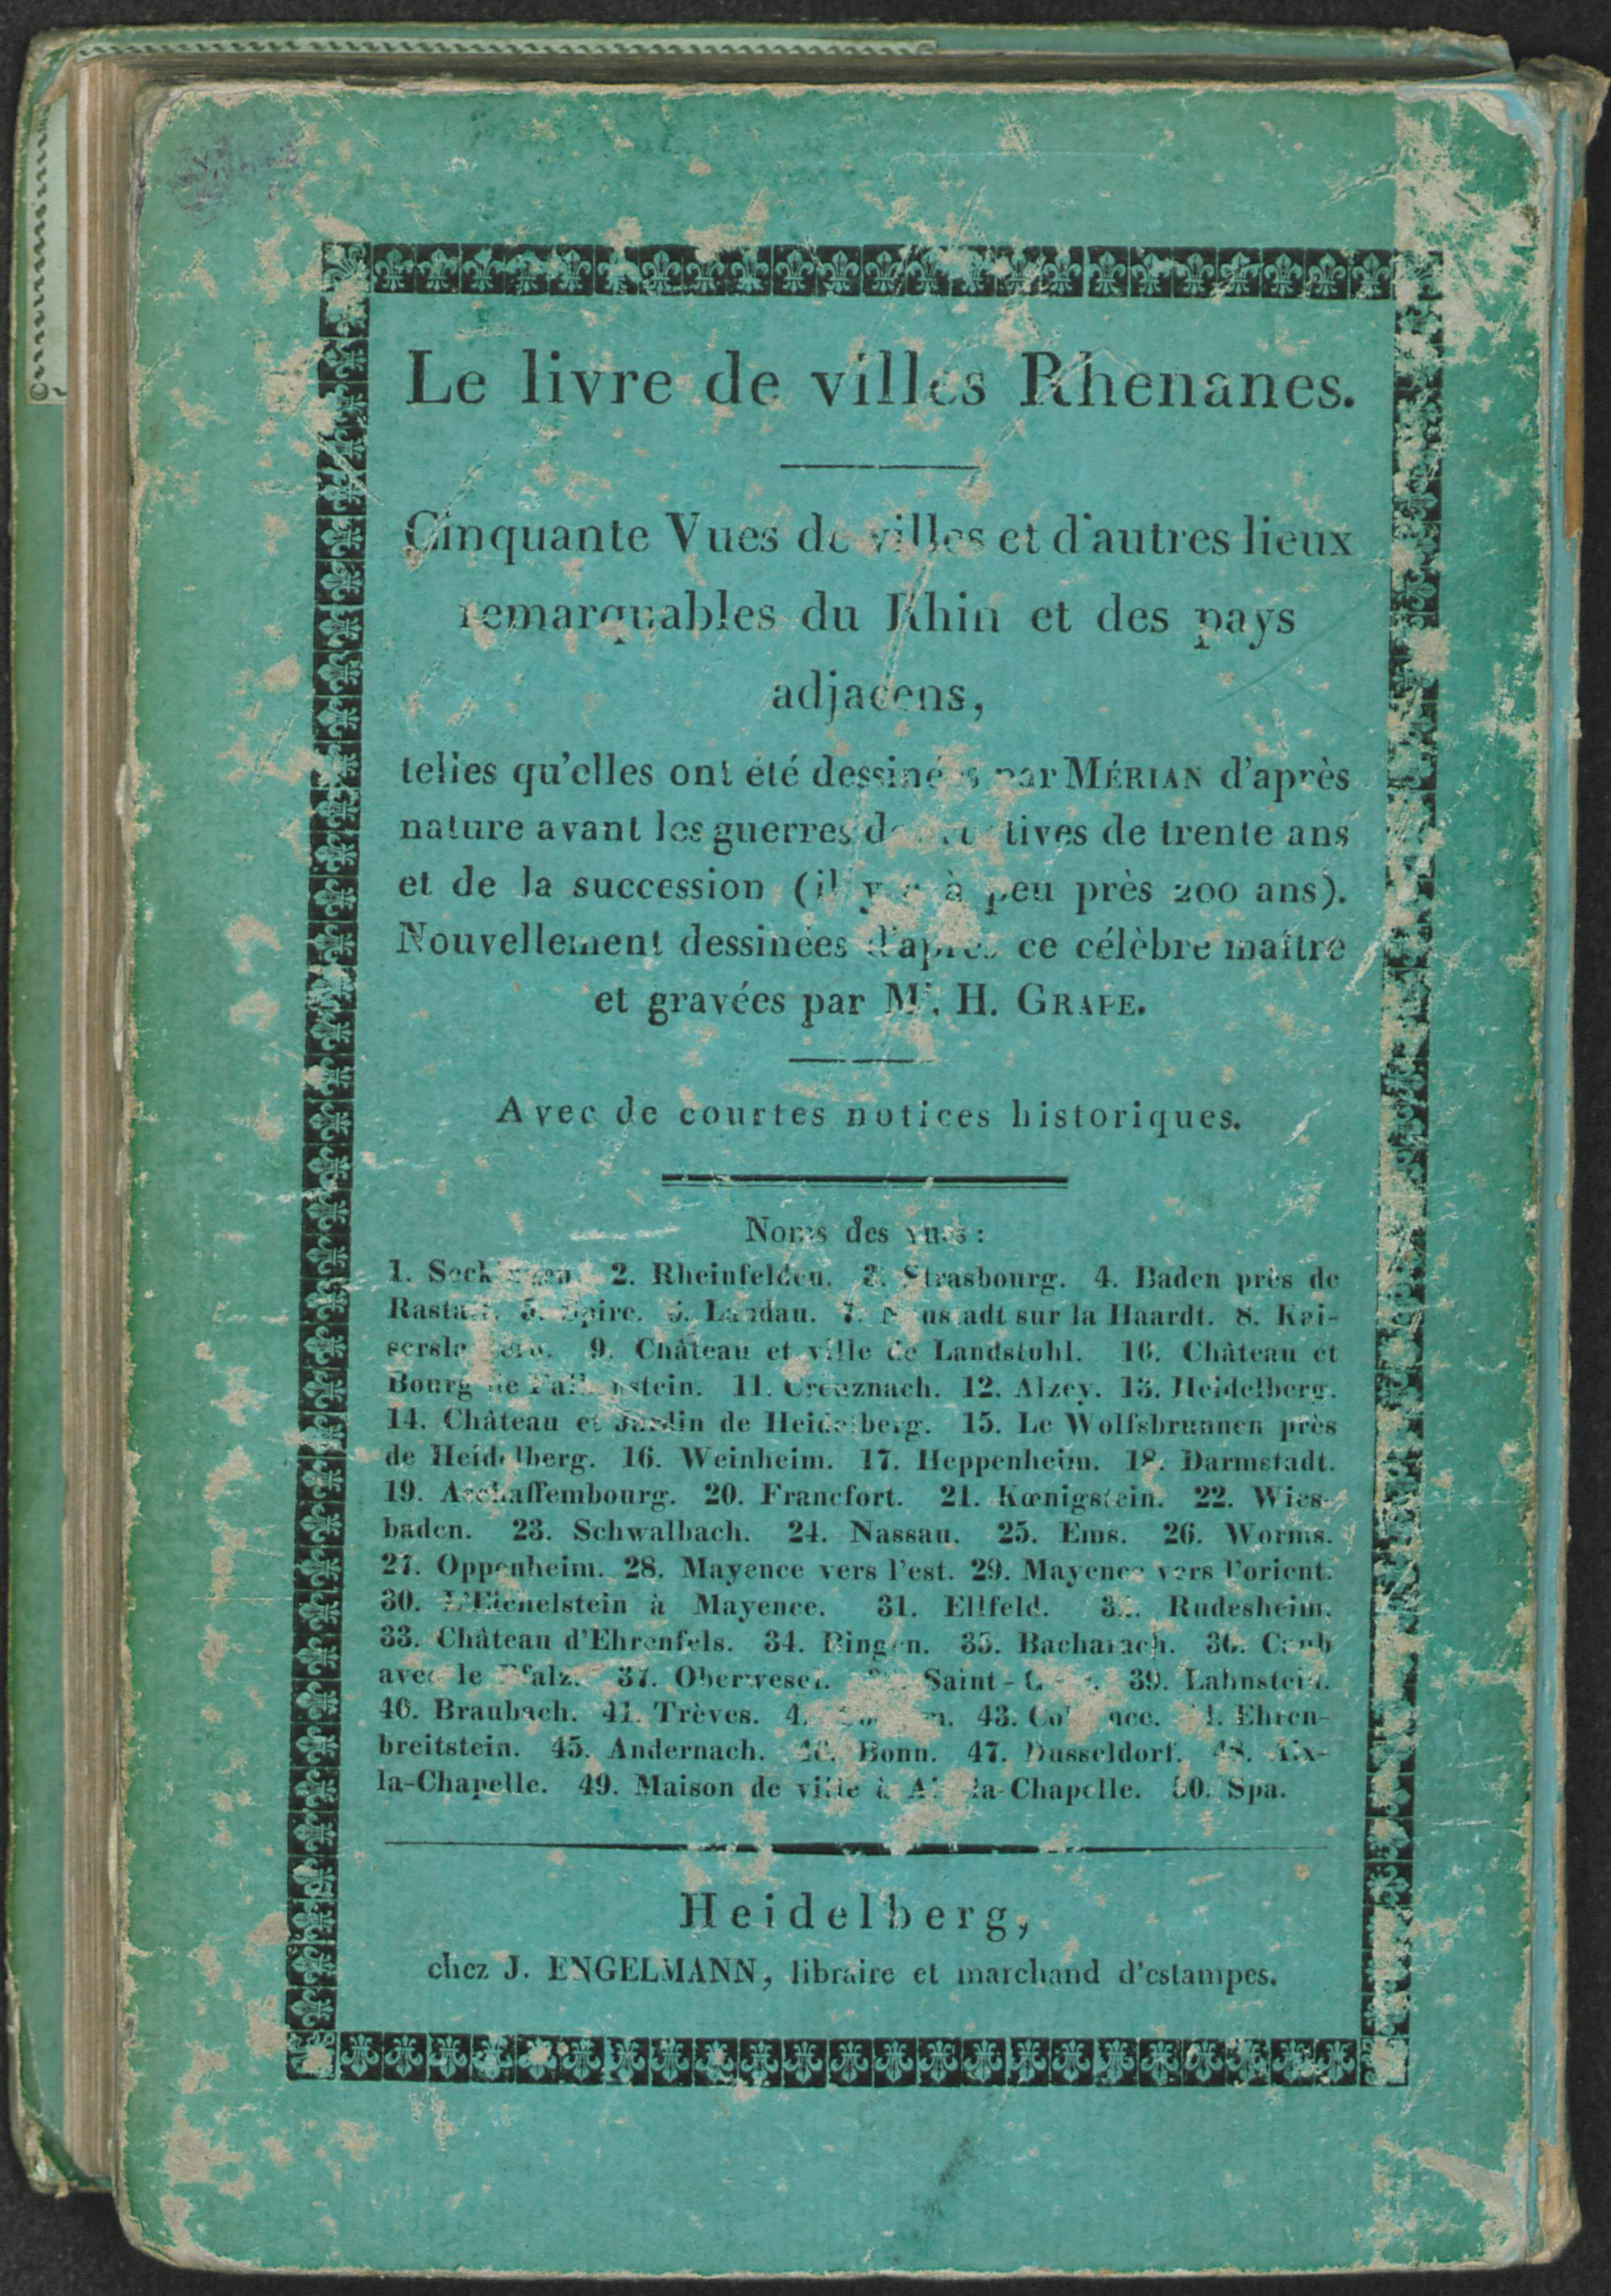 Le livre de villes Rhenanes.
Cinquante Vues de villes et d'autres lieux
remarquables du Rhin et des pays
adjacens,
telles qu'elles ont été dessinées par MÉRIAN d'après
nature avant les guerres de trente ans
et de la succession (il y a à peu près 200 ans).
Nouvellement dessinées d'après ce célèbre maître
et gravées par Mr. H. GRAPE.
Avec de courtes notices historiques.
Noms des vues:
1. 2. Rheinfelden. 3. Strasbourg. 4. Baden près de
Rastatt. 5. Spire. 6. Landau. 7. sur la Haardt. 8. Kai-
serslautern. 9. Château et ville de Landstuhl. 10. Château et
Bourg de Falkenstein. 11. Creuznach. 12. Alzey. 13. Heidelberg.
14. Château et Jardin de Heidelberg. 15. Le Wolfsbrunnen près
de Heidelberg. 16. Weinheim. 17. Heppenheim. 18. Darmstadt.
19. Aschaffembourg. 20. Francfort. 21. Kœnigstein. 22. Wies-
baden. 23. Schwalbach. 24. Nassau. 25. Ems. 26. Worms.
27. Oppenheim. 28. Mayence vers l'est. 29. Mayence vers l'orient.
30. L'Eichelstein à Mayence. 31. Ellfeld. 32. Rudesheim.
33. Château d'Ehrenfels. 34. Bingen. 35. Bacharach. 36. Caub
avec le Pfalz. 37. Oberwesel. Saint- 39. Lahnstein.
40. Braubach. 41. Trèves. 43. 44. Ehren-
breitstein. 45. Andernach. 46. Bonn. 47. Dusseldorf. 48. Aix-
la-Chapelle. 49. Maison de ville à Aix-la-Chapelle. 50. Spa.
Heidelberg,
chez J. ENGELMANN, libraire et marchand d'estampes.